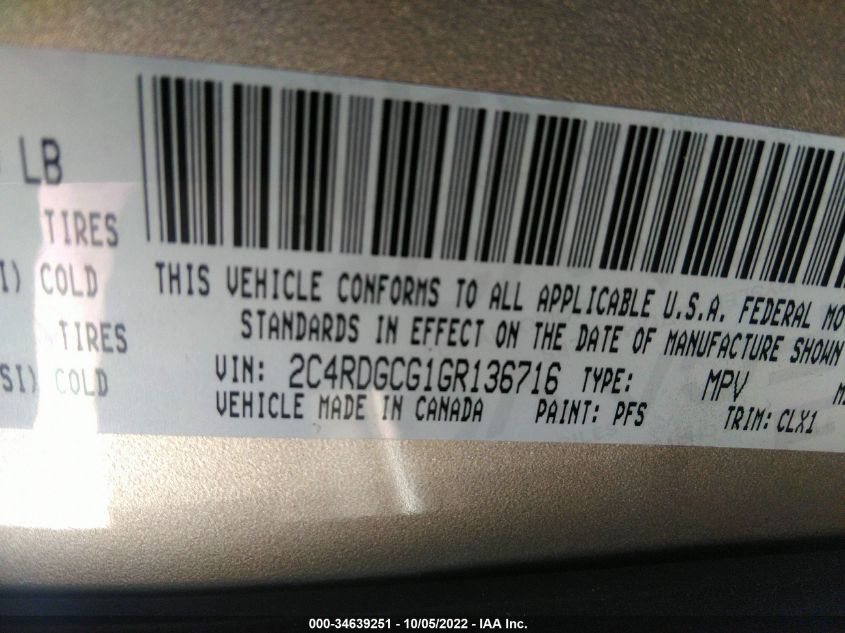 LB
TIRES
I) COLD
TIRES
SI) COLD
THIS VEHICLE CONFORMS TO ALL APPLICABLE U.S.A. FEDERAL MO
STANDARDS IN EFFECT ON THE DATE OF MANUFACTURE SHOWN
VIN: 2C4RDGCG1GR136716 TYPE: MPV
VEHICLE MADE IN CANADA PAINT: PFS TRIM: CLX1
000-34639251 - 10/05/2022 - IAA Inc.